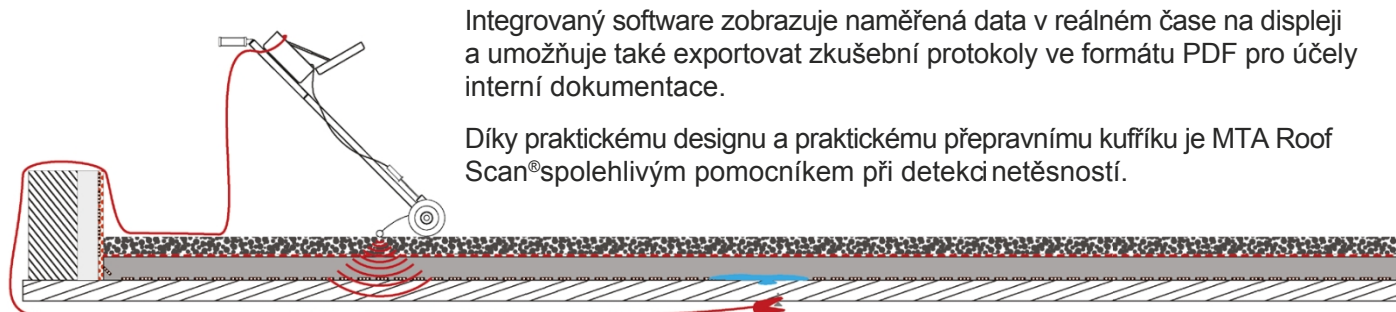 Integrovaný software zobrazuje naměřená data v reálném čase na displeji
a umožňuje také exportovat zkušební protokoly ve formátu PDF pro účely
interní dokumentace.
Díky praktickému designu a praktickému přepravnímu kufříku je MTA Roof
Scan®spolehlivým pomocníkem při detekci netěsností.